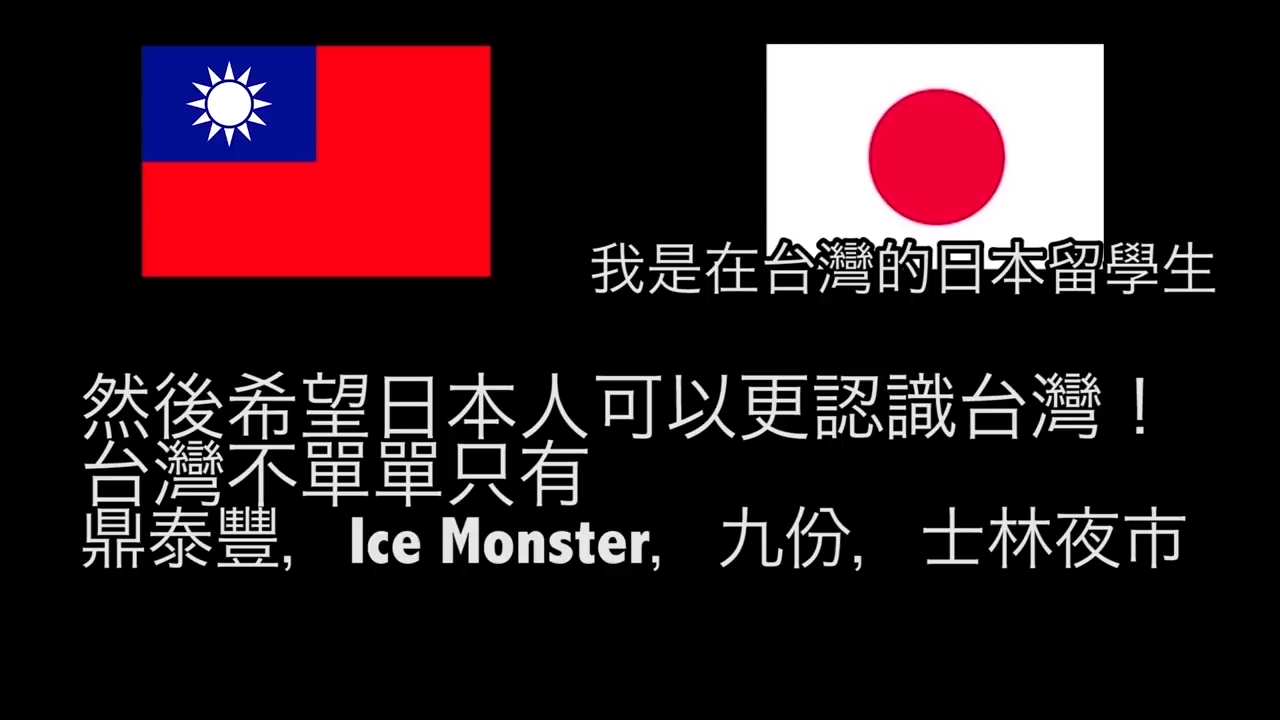 我是在台灣的日本留學生
然後希望日本人可以更認識台灣！
台灣不單單只有
鼎泰豐, Ice Monster, 九份, 士林夜市